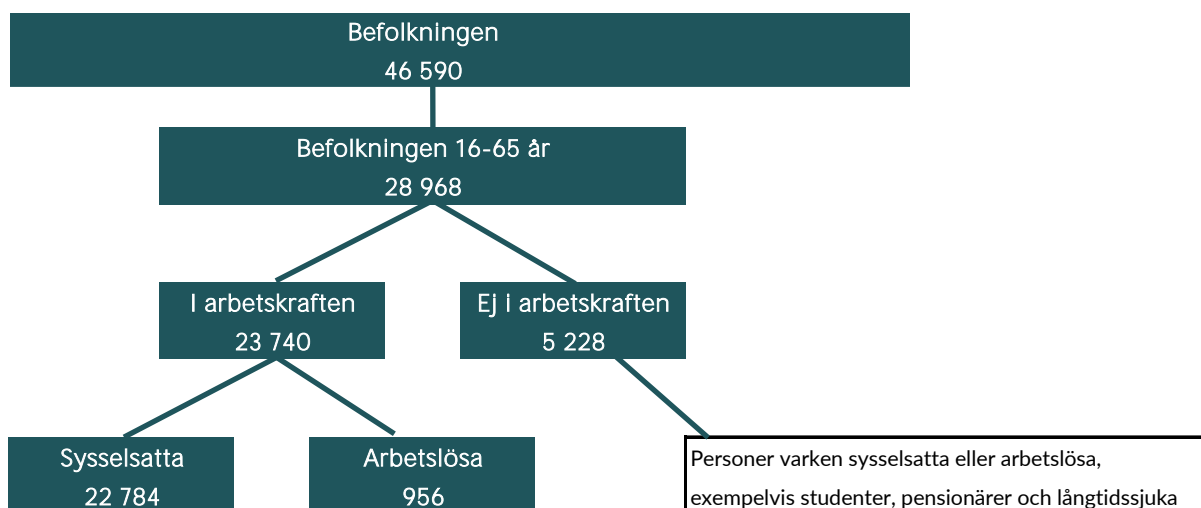 Befolkningen
46 590
Befolkningen 16-65 år
28 968
I arbetskraften
23 740
Ej i arbetskraften
5 228
Sysselsatta
22 784
Arbetslösa
956
Personer varken sysselsatta eller arbetslösa,
exempelvis studenter, pensionärer och långtidssjuka